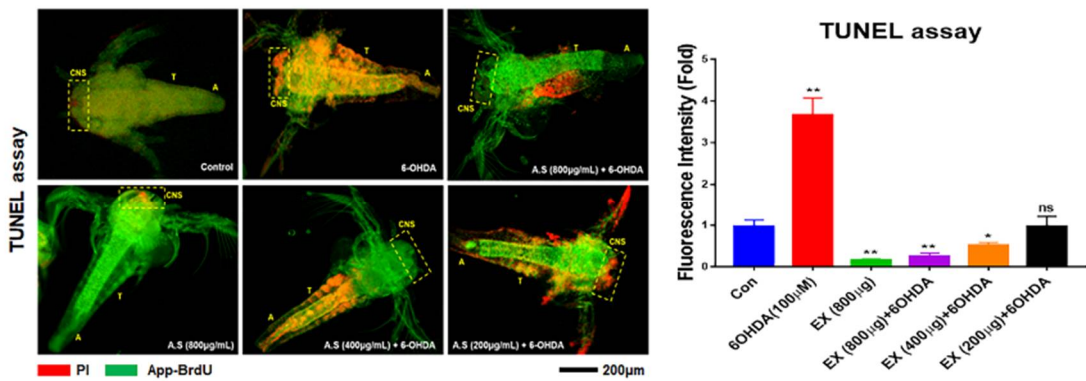 TUNEL assay
CNS
T
A
Control
CNS
T
A
6-OHDA
CNS
T
A
A.S (800µg/mL) + 6-OHDA
CNS
T
A
A.S (800µg/mL)
CNS
T
A
A.S (400µg/mL) + 6-OHDA
CNS
T
A
A.S (200µg/mL) + 6-OHDA
PI
App-BrdU
200µm
TUNEL assay
Fluorescence Intensity (Fold)
5
4
3
2
1
0
**
**
**
*
ns
Con
6OHDA(100µM)
EX (800µg)
EX (800µg)+6OHDA
EX (400µg)+6OHDA
EX (200µg)+6OHDA